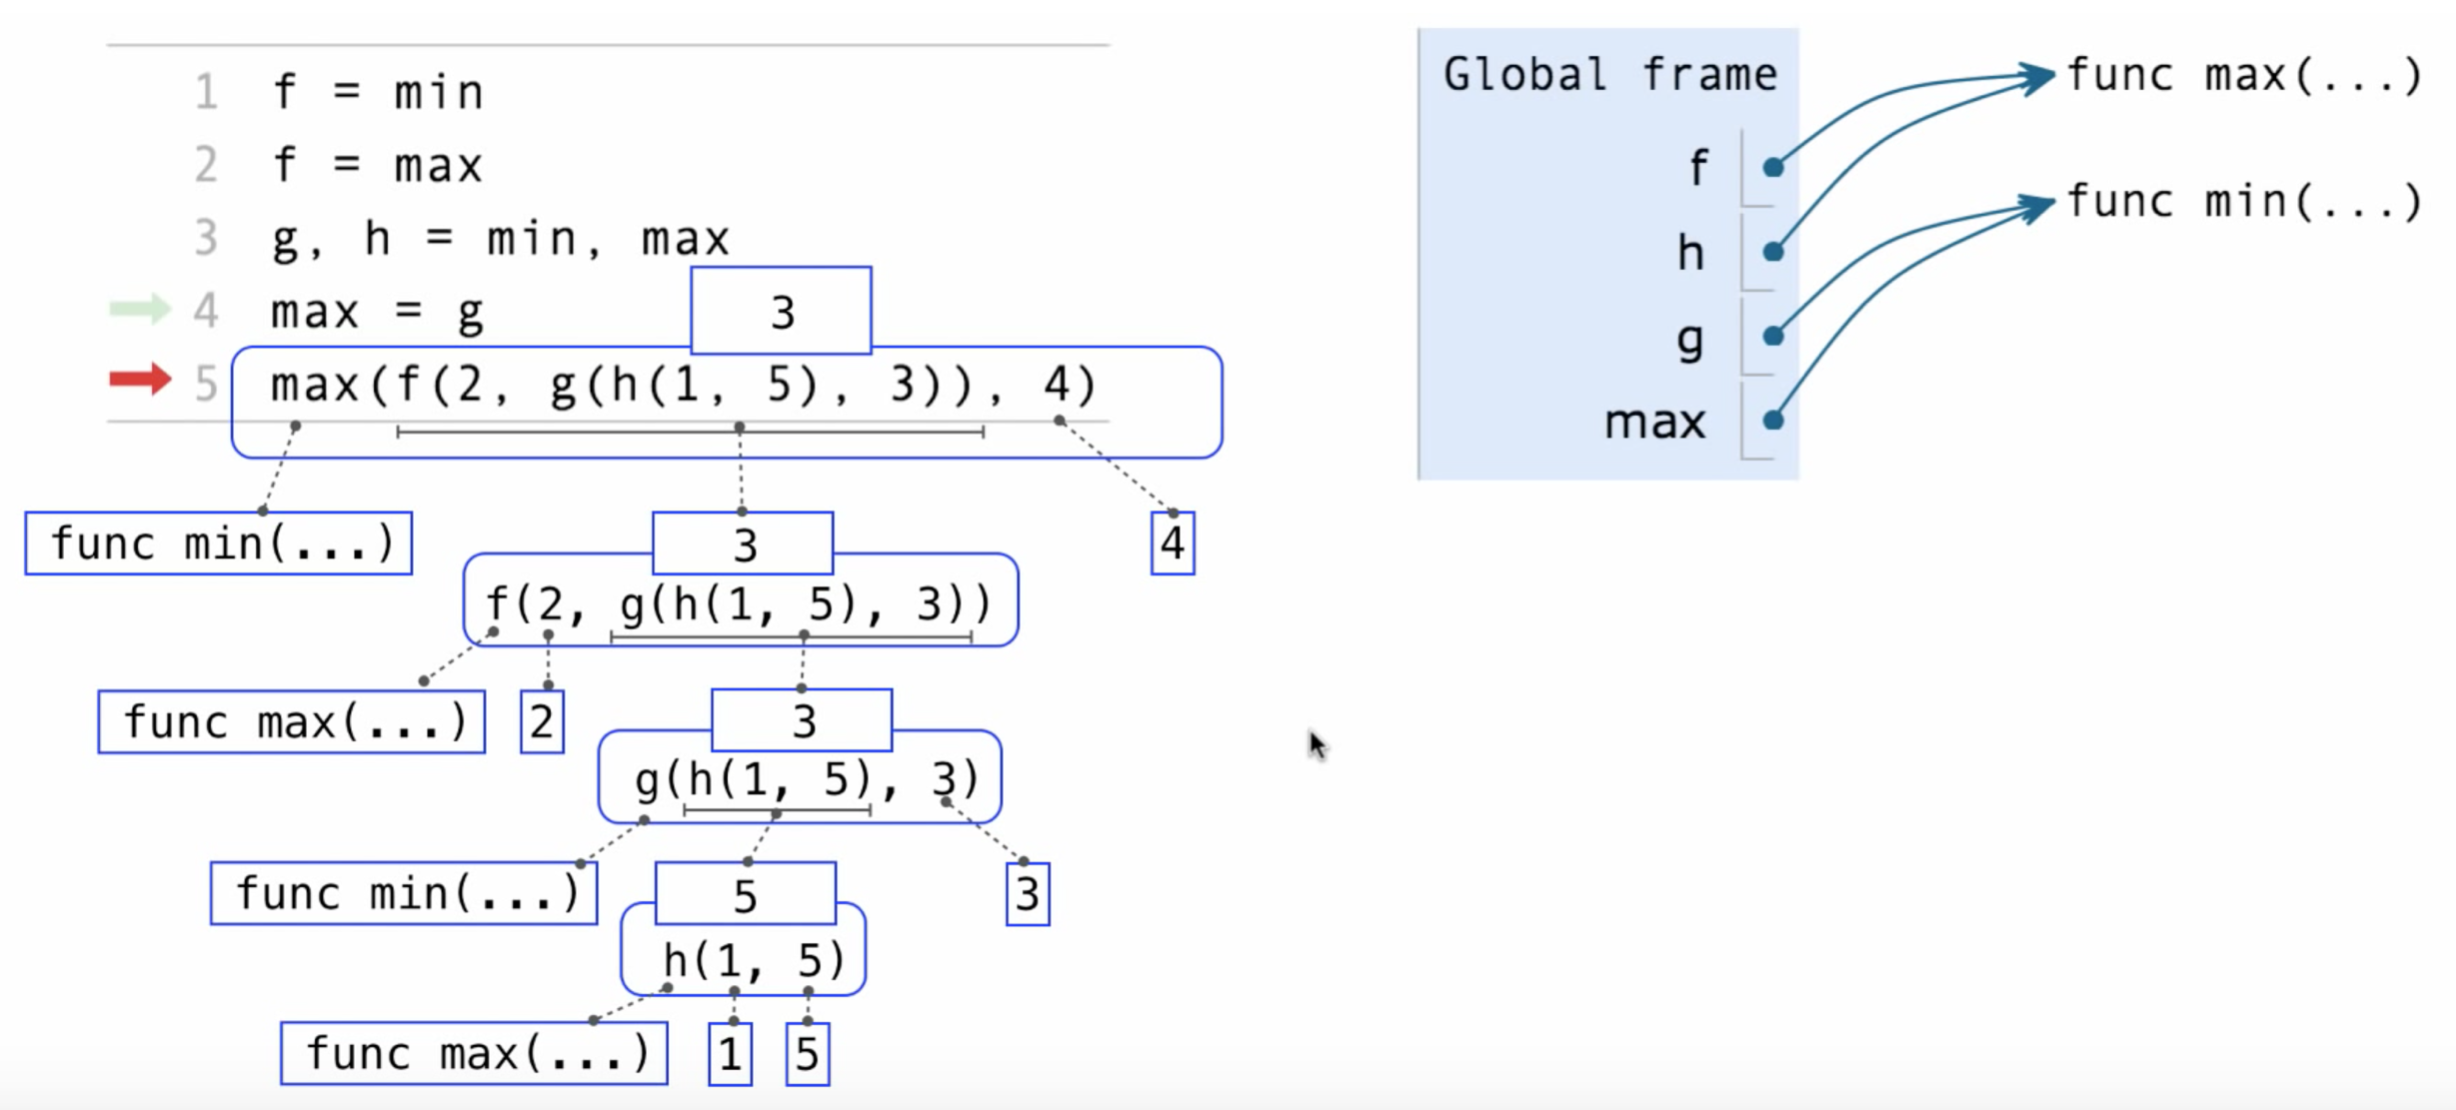 1 f = min
2 f = max
3 g, h = min, max
4 max = g
3
5 max(f(2, g(h(1, 5), 3)), 4)
func min(...)
3
4
f(2, g(h(1, 5), 3))
func max(...)
2
3
g(h(1, 5), 3)
func min(...)
5
3
h(1, 5)
func max(...)
1
5
Global frame
f
h
g
max
func max(...)
func min(...)